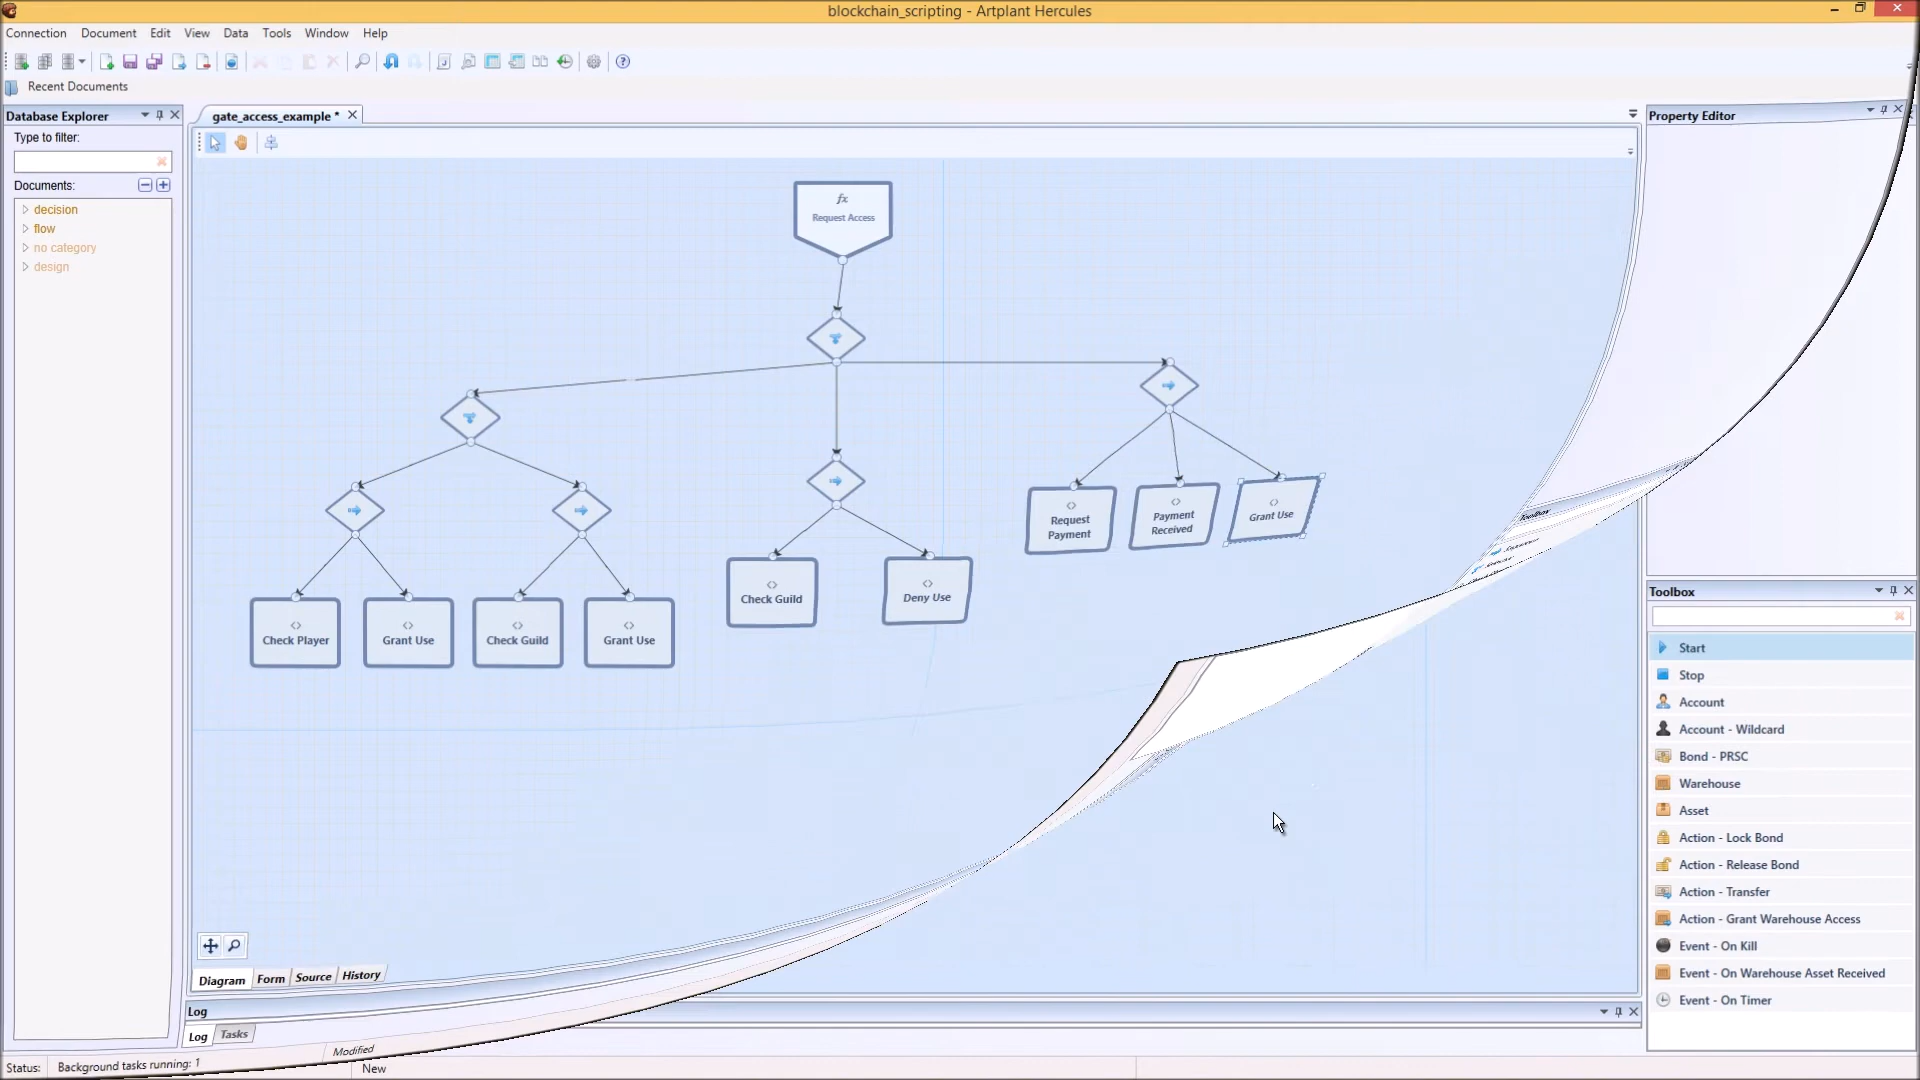 blockchain_scripting - Artplant Hercules
Connection Document Edit View Data Tools Window Help
Recent Documents
Database Explorer
Type to filter:
Documents:
decision
flow
no category
design
gate_access_example *
fx
Request Access
Check Player
Grant Use
Check Guild
Grant Use
Check Guild
Deny Use
Request
Payment
Payment
Received
Grant Use
Diagram Form Source History
Log
Log Tasks
Modified
Status: Background tasks running: 1
New
Property Editor
Toolbox
Toolbox
Start
Stop
Account
Account - Wildcard
Bond - PRSC
Warehouse
Asset
Action - Lock Bond
Action - Release Bond
Action - Transfer
Action - Grant Warehouse Access
Event - On Kill
Event - On Warehouse Asset Received
Event - On Timer